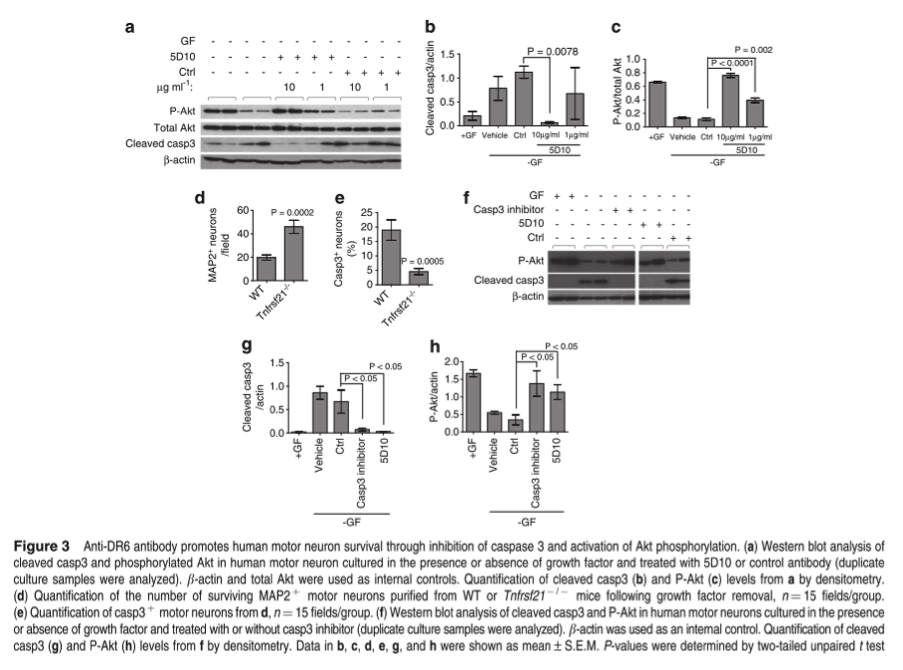 a
GF - - - - - - - - - - - -
5D10 - - - - + + + + - - - -
Ctrl - - - - - - - - + + + +
μg ml⁻¹: 10 1 10 1
P-Akt
Total Akt
Cleaved casp3
β-actin
b
Cleaved casp3/actin
1.5
1.0
0.5
0.0
P = 0.0078
+GF Vehicle Ctrl 10μg/ml 1μg/ml
5D10
-GF
c
P-Akt/total Akt
1.0
0.8
0.6
0.4
0.2
0.0
P = 0.002
P < 0.0001
+GF Vehicle Ctrl 10μg/ml 1μg/ml
5D10
-GF
d
MAP2⁺ neurons
/field
60
40
20
0
P = 0.0002
WT
Tnfrsf21⁻/⁻
e
Casp3⁺ neurons
(%)
25
20
15
10
5
0
P = 0.0005
WT
Tnfrsf21⁻/⁻
f
GF + + - - - - - - - -
Casp3 inhibitor - - - - + + - - - -
5D10 - - - - - - + + - -
Ctrl - - - - - - - - + +
P-Akt
Cleaved casp3
β-actin
g
Cleaved casp3
/actin
1.5
1.0
0.5
0.0
P < 0.05
P < 0.05
+GF
Vehicle
Ctrl
Casp3 inhibitor
5D10
-GF
h
P-Akt/actin
2.0
1.5
1.0
0.5
0.0
P < 0.05
P < 0.05
+GF
Vehicle
Ctrl
Casp3 inhibitor
5D10
-GF
Figure 3 Anti-DR6 antibody promotes human motor neuron survival through inhibition of caspase 3 and activation of Akt phosphorylation. (a) Western blot analysis of
cleaved casp3 and phosphorylated Akt in human motor neuron cultured in the presence or absence of growth factor and treated with 5D10 or control antibody (duplicate
culture samples were analyzed). β-actin and total Akt were used as internal controls. Quantification of cleaved casp3 (b) and P-Akt (c) levels from a by densitometry.
(d) Quantification of the number of surviving MAP2⁺ motor neurons purified from WT or Tnfrsf21⁻/⁻ mice following growth factor removal, n = 15 fields/group.
(e) Quantification of casp3⁺ motor neurons from d, n = 15 fields/group. (f) Western blot analysis of cleaved casp3 and P-Akt in human motor neurons cultured in the presence
or absence of growth factor and treated with or without casp3 inhibitor (duplicate culture samples were analyzed). β-actin was used as an internal control. Quantification of cleaved
casp3 (g) and P-Akt (h) levels from f by densitometry. Data in b, c, d, e, g, and h were shown as mean ± S.E.M. P-values were determined by two-tailed unpaired t test